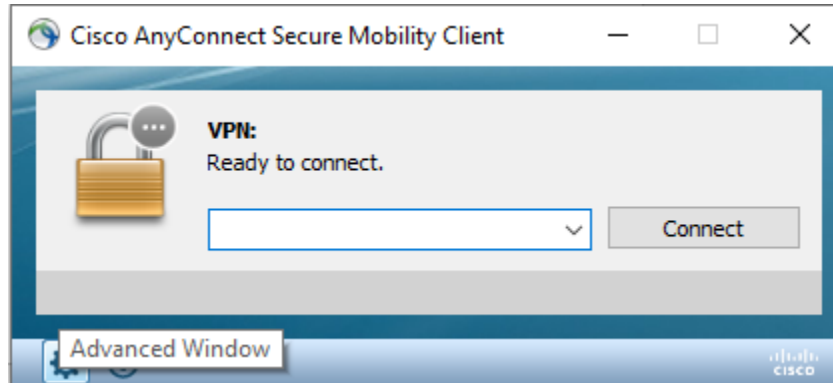 Cisco AnyConnect Secure Mobility Client
VPN:
Ready to connect.
Connect
Advanced Window
CISCO